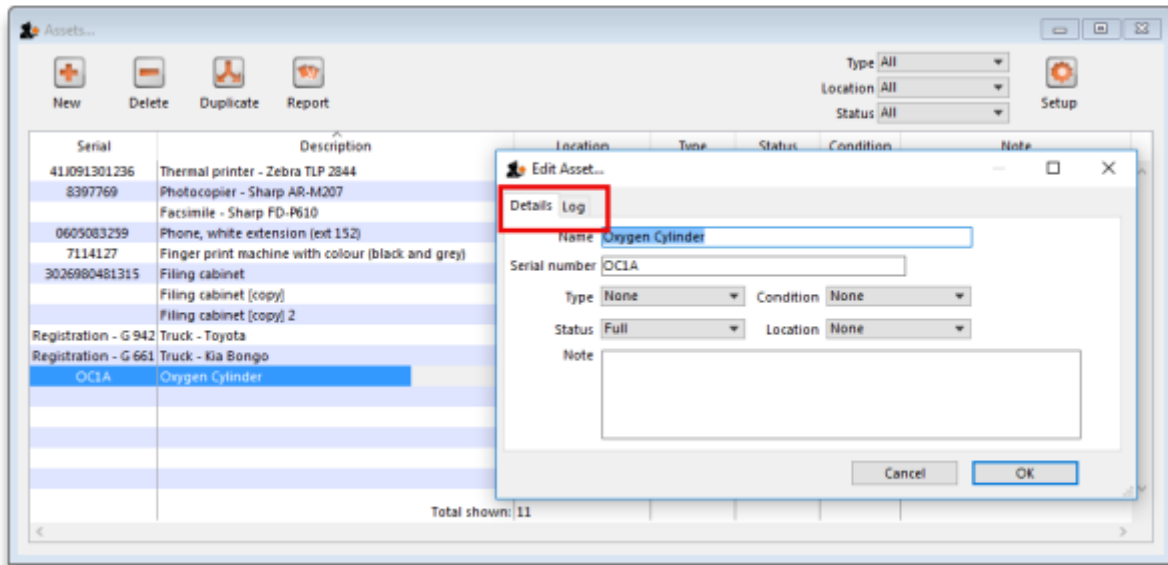 Assets...
New Delete Duplicate Report
Type All
Location All
Status All
Setup
Serial Description Location Type Status Condition Note
41J091301236 Thermal printer - Zebra TLP 2844
8397769 Photocopier - Sharp AR-M207
Facsimile - Sharp FD-P610
0605083259 Phone, white extension (ext 152)
7114127 Finger print machine with colour (black and grey)
3026980481315 Filing cabinet
Filing cabinet [copy]
Filing cabinet [copy] 2
Registration - G 942 Truck - Toyota
Registration - G 661 Truck - Kia Bongo
OC1A Oxygen Cylinder
Total shown: 11
Edit Asset...
Details Log
Name Oxygen Cylinder
Serial number OC1A
Type None Condition None
Status Full Location None
Note
Cancel OK